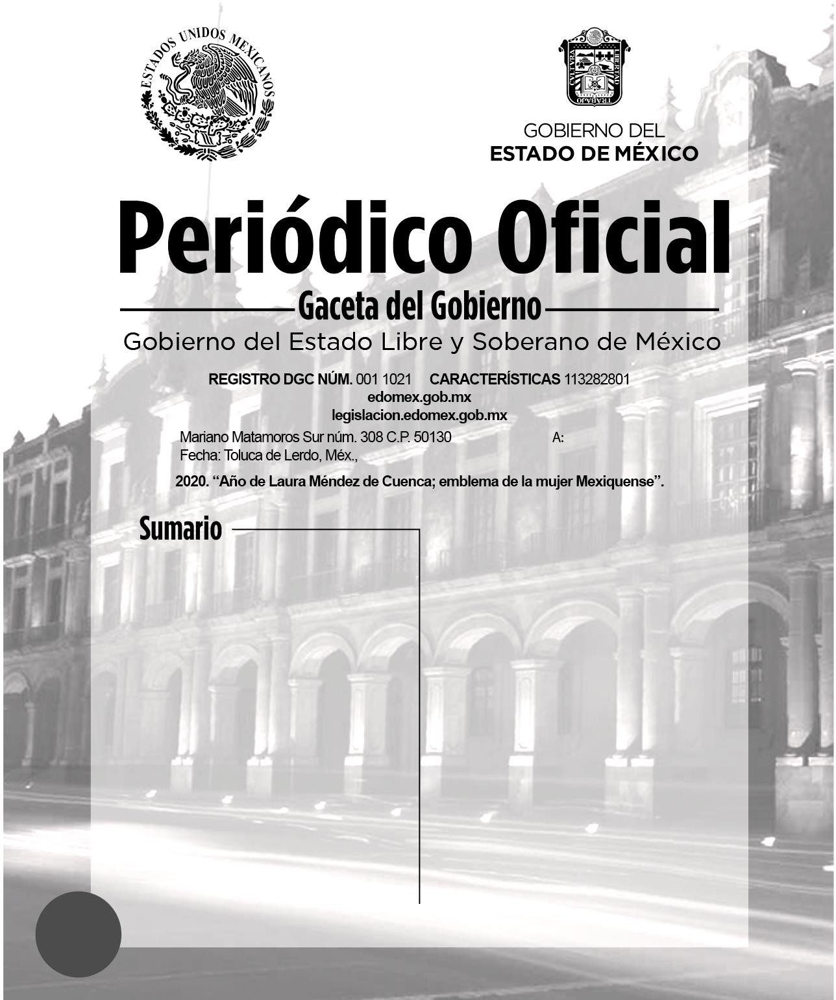 ESTADOS UNIDOS MEXICANOS
CVLTVRA
LIBERTAD
TRABAJO
GOBIERNO DEL
ESTADO DE MÉXICO
Periódico Oficial
Gaceta del Gobierno
Gobierno del Estado Libre y Soberano de México
REGISTRO DGC NÚM. 001 1021 CARACTERÍSTICAS 113282801
edomex.gob.mx
legislacion.edomex.gob.mx
Mariano Matamoros Sur núm. 308 C.P. 50130 A:
Fecha: Toluca de Lerdo, Méx.,
2020. “Año de Laura Méndez de Cuenca; emblema de la mujer Mexiquense”.
Sumario